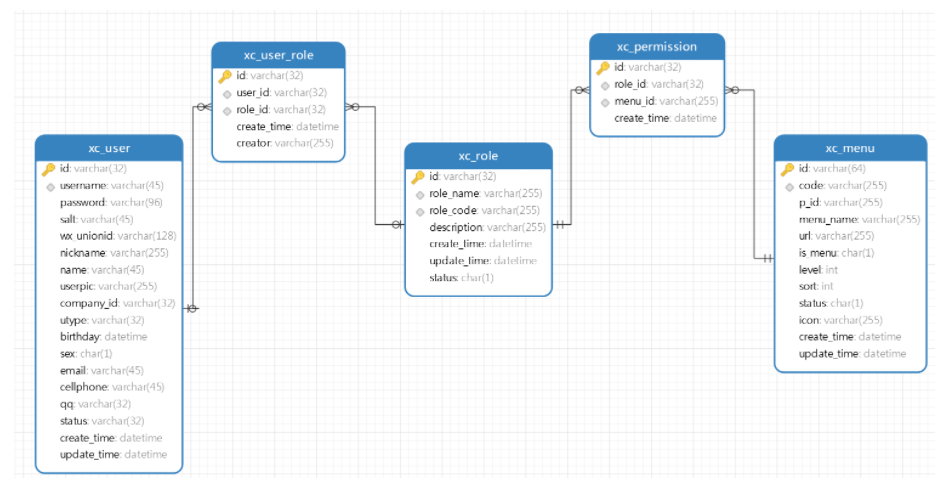 xc_user
id: varchar(32)
username: varchar(45)
password: varchar(96)
salt: varchar(45)
wx_unionid: varchar(128)
nickname: varchar(255)
name: varchar(45)
userpic: varchar(255)
company_id: varchar(32)
utype: varchar(32)
birthday: datetime
sex: char(1)
email: varchar(45)
cellphone: varchar(45)
qq: varchar(32)
status: varchar(32)
create_time: datetime
update_time: datetime
xc_user_role
id: varchar(32)
user_id: varchar(32)
role_id: varchar(32)
create_time: datetime
creator: varchar(255)
xc_role
id: varchar(32)
role_name: varchar(255)
role_code: varchar(255)
description: varchar(255)
create_time: datetime
update_time: datetime
status: char(1)
xc_permission
id: varchar(32)
role_id: varchar(32)
menu_id: varchar(255)
create_time: datetime
xc_menu
id: varchar(64)
code: varchar(255)
p_id: varchar(255)
menu_name: varchar(255)
url: varchar(255)
is_menu: char(1)
level: int
sort: int
status: char(1)
icon: varchar(255)
create_time: datetime
update_time: datetime